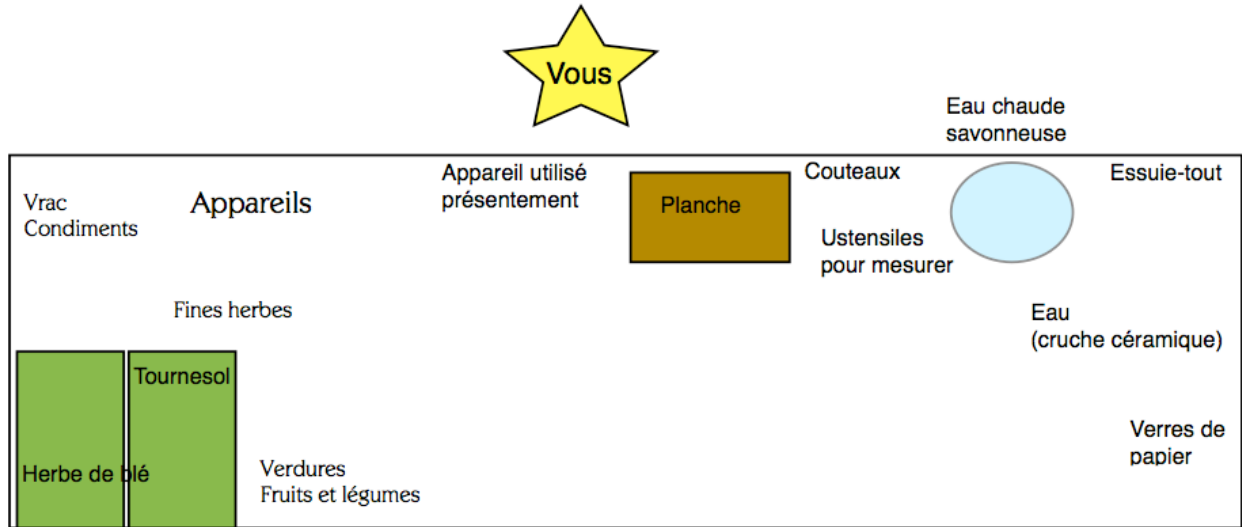 Vous
Eau chaude
savonneuse
Vrac
Condiments
Appareils
Appareil utilisé
présentement
Planche
Couteaux
Ustensiles
pour mesurer
Essuie-tout
Fines herbes
Eau
(cruche céramique)
Tournesol
Herbe de blé
Verdures
Fruits et légumes
Verres de
papier